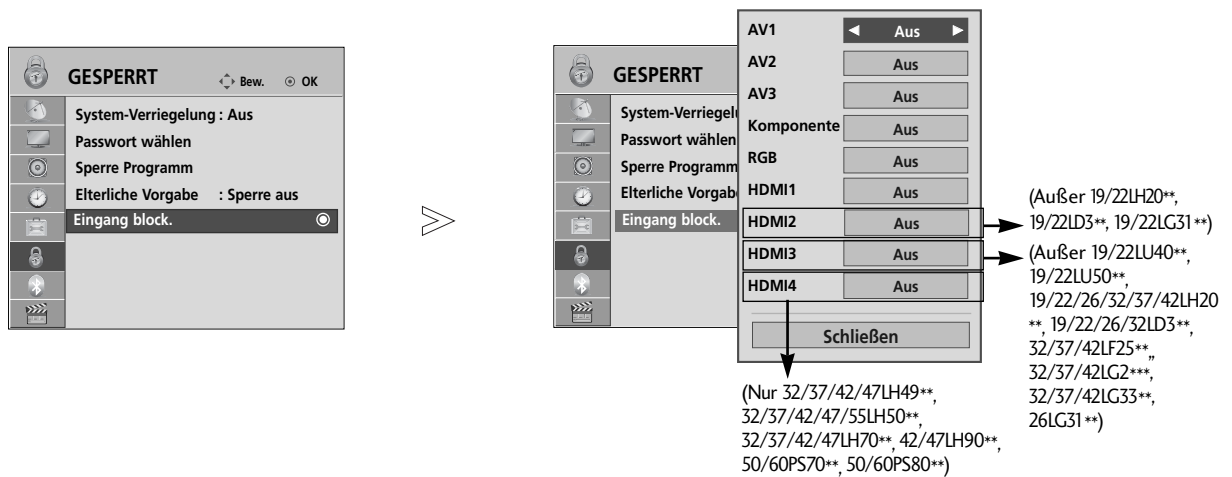 GESPERRT
Bew.
OK
System-Verriegelung : Aus
Passwort wählen
Sperre Programm
Elterliche Vorgabe : Sperre aus
Eingang block.
GESPERRT
System-Verriegelu
Passwort wählen
Sperre Programm
Elterliche Vorgab
Eingang block.
AV1 ◄ Aus ►
AV2 Aus
AV3 Aus
Komponente Aus
RGB Aus
HDMI1 Aus
HDMI2 Aus
HDMI3 Aus
HDMI4 Aus
Schließen
(Außer 19/22LH20**,
19/22LD3**, 19/22LG31**)
(Außer 19/22LU40**,
19/22LU50**,
19/22/26/32/37/42LH20
**, 19/22/26/32LD3**,
32/37/42LF25**,,
32/37/42LG2***,
32/37/42LG33**,
26LG31**)
(Nur 32/37/42/47LH49**,
32/37/42/47/55LH50**,
32/37/42/47LH70**, 42/47LH90**,
50/60PS70**, 50/60PS80**)